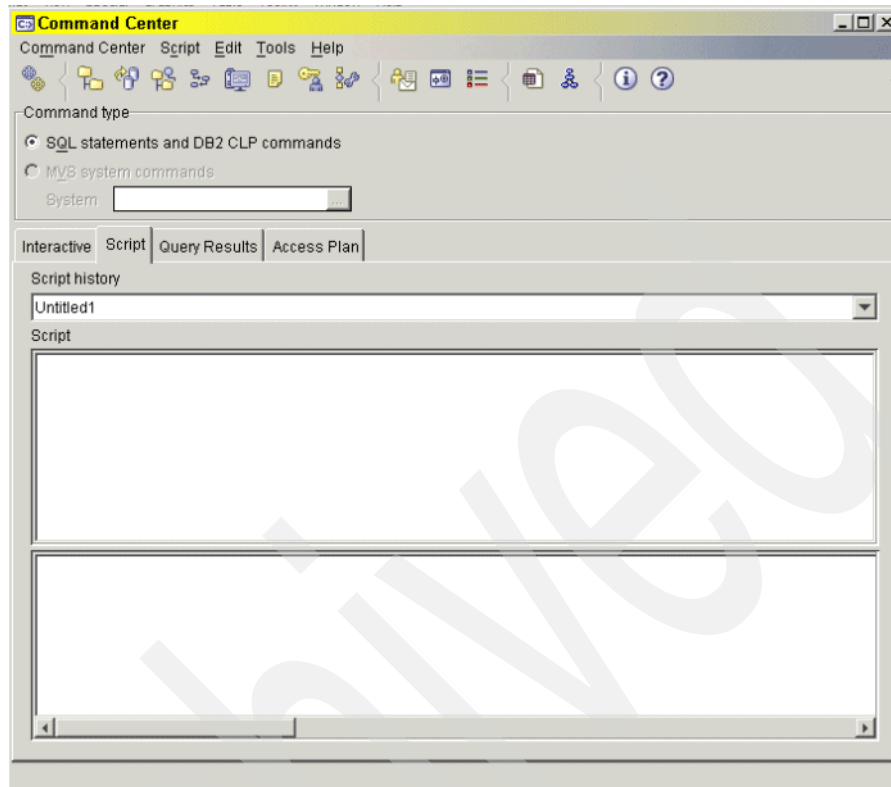 Command Center
Command Center Script Edit Tools Help
Command type
SQL statements and DB2 CLP commands
MVS system commands
System
...
Interactive Script Query Results Access Plan
Script history
Untitled1
Script
hived